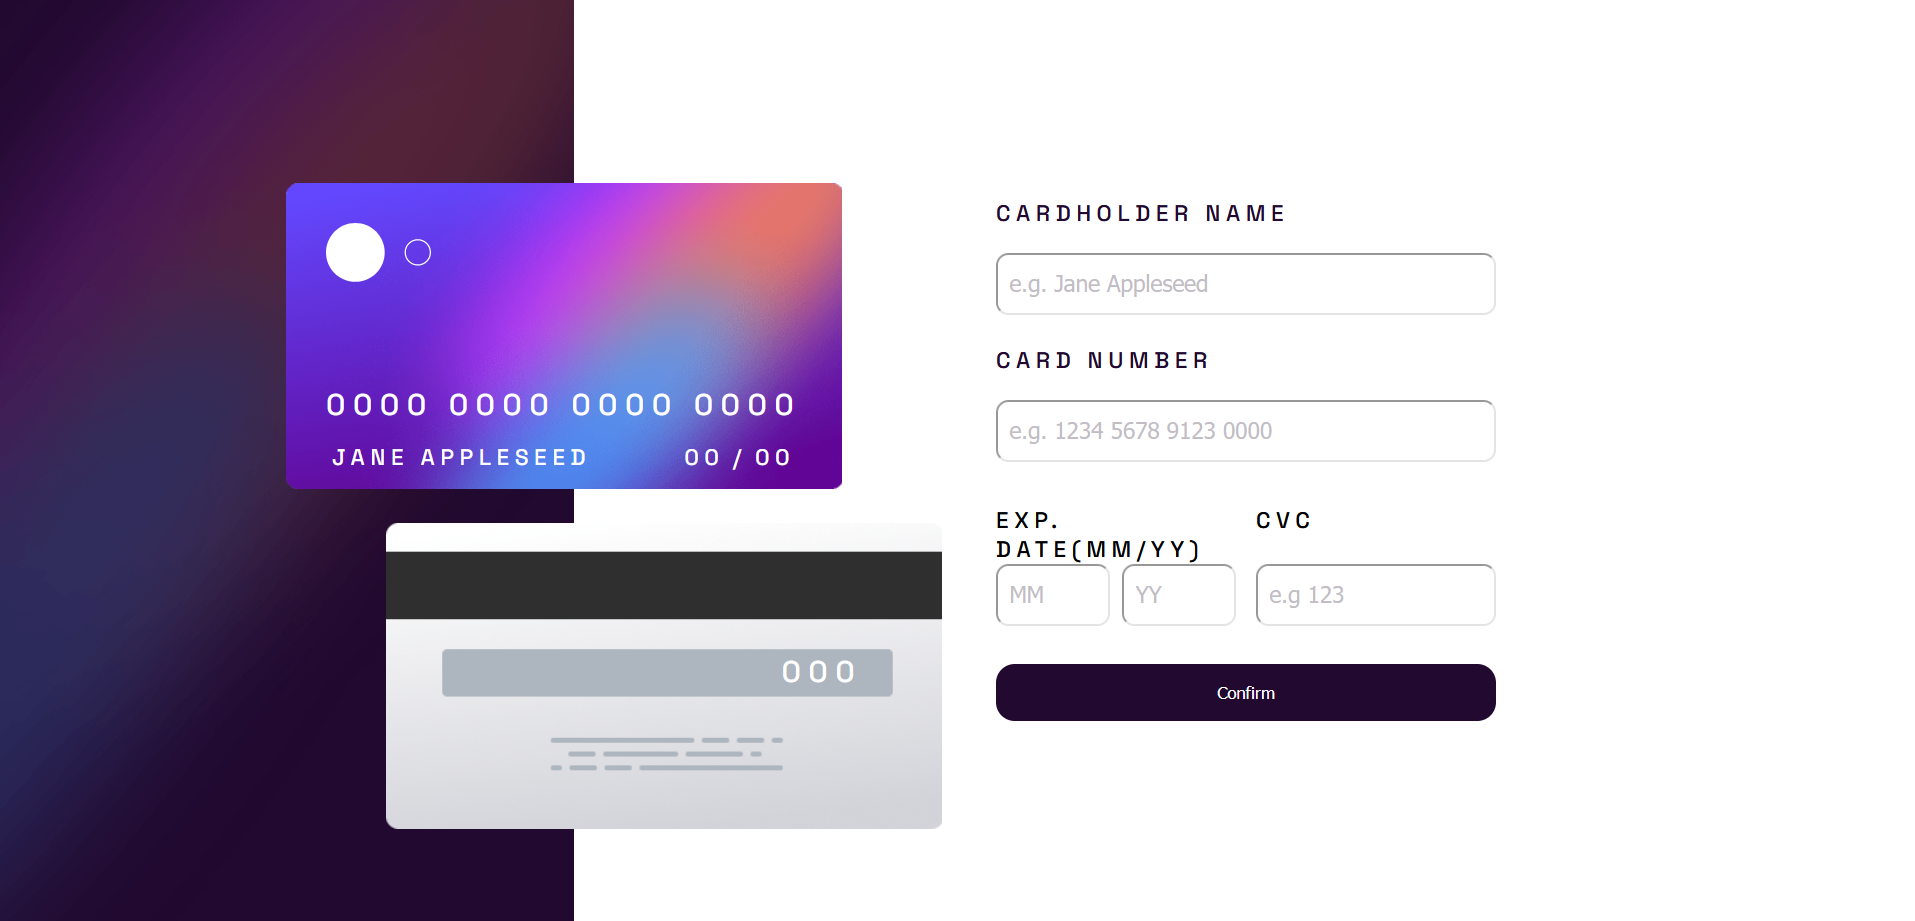 0000 0000 0000 0000
JANE APPLESEED 00/00
000
CARDHOLDER NAME
e.g. Jane Appleseed
CARD NUMBER
e.g. 1234 5678 9123 0000
EXP.
DATE(MM/YY)
CVC
MM YY e.g 123
Confirm